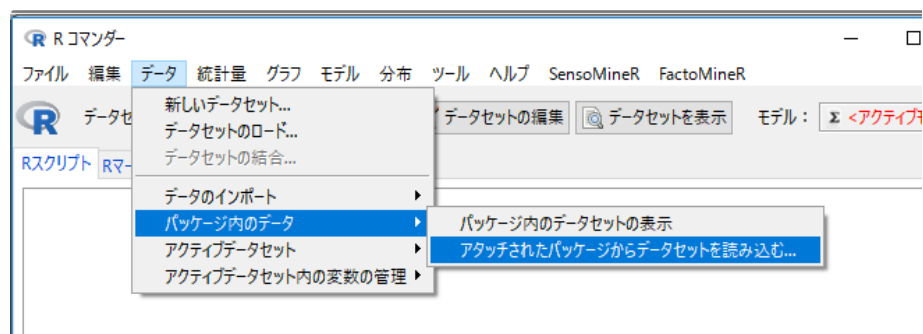 R コマンダー
ファイル 編集 データ 統計量 グラフ モデル 分布 ツール ヘルプ SensoMineR FactoMineR
R データセ データセットの編集 データセットを表示 モデル： Σ <アクティブモ
新しいデータセット...
データセットのロード...
データセットの結合...
Rスクリプト Rマー
データのインポート
パッケージ内のデータ
アクティブデータセット
アクティブデータセット内の変数の管理
パッケージ内のデータセットの表示
アタッチされたパッケージからデータセットを読み込む...